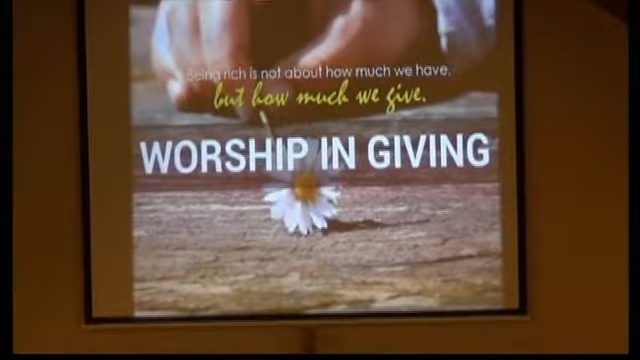 Being rich is not about how much we have,
but how much we give.
WORSHIP IN GIVING